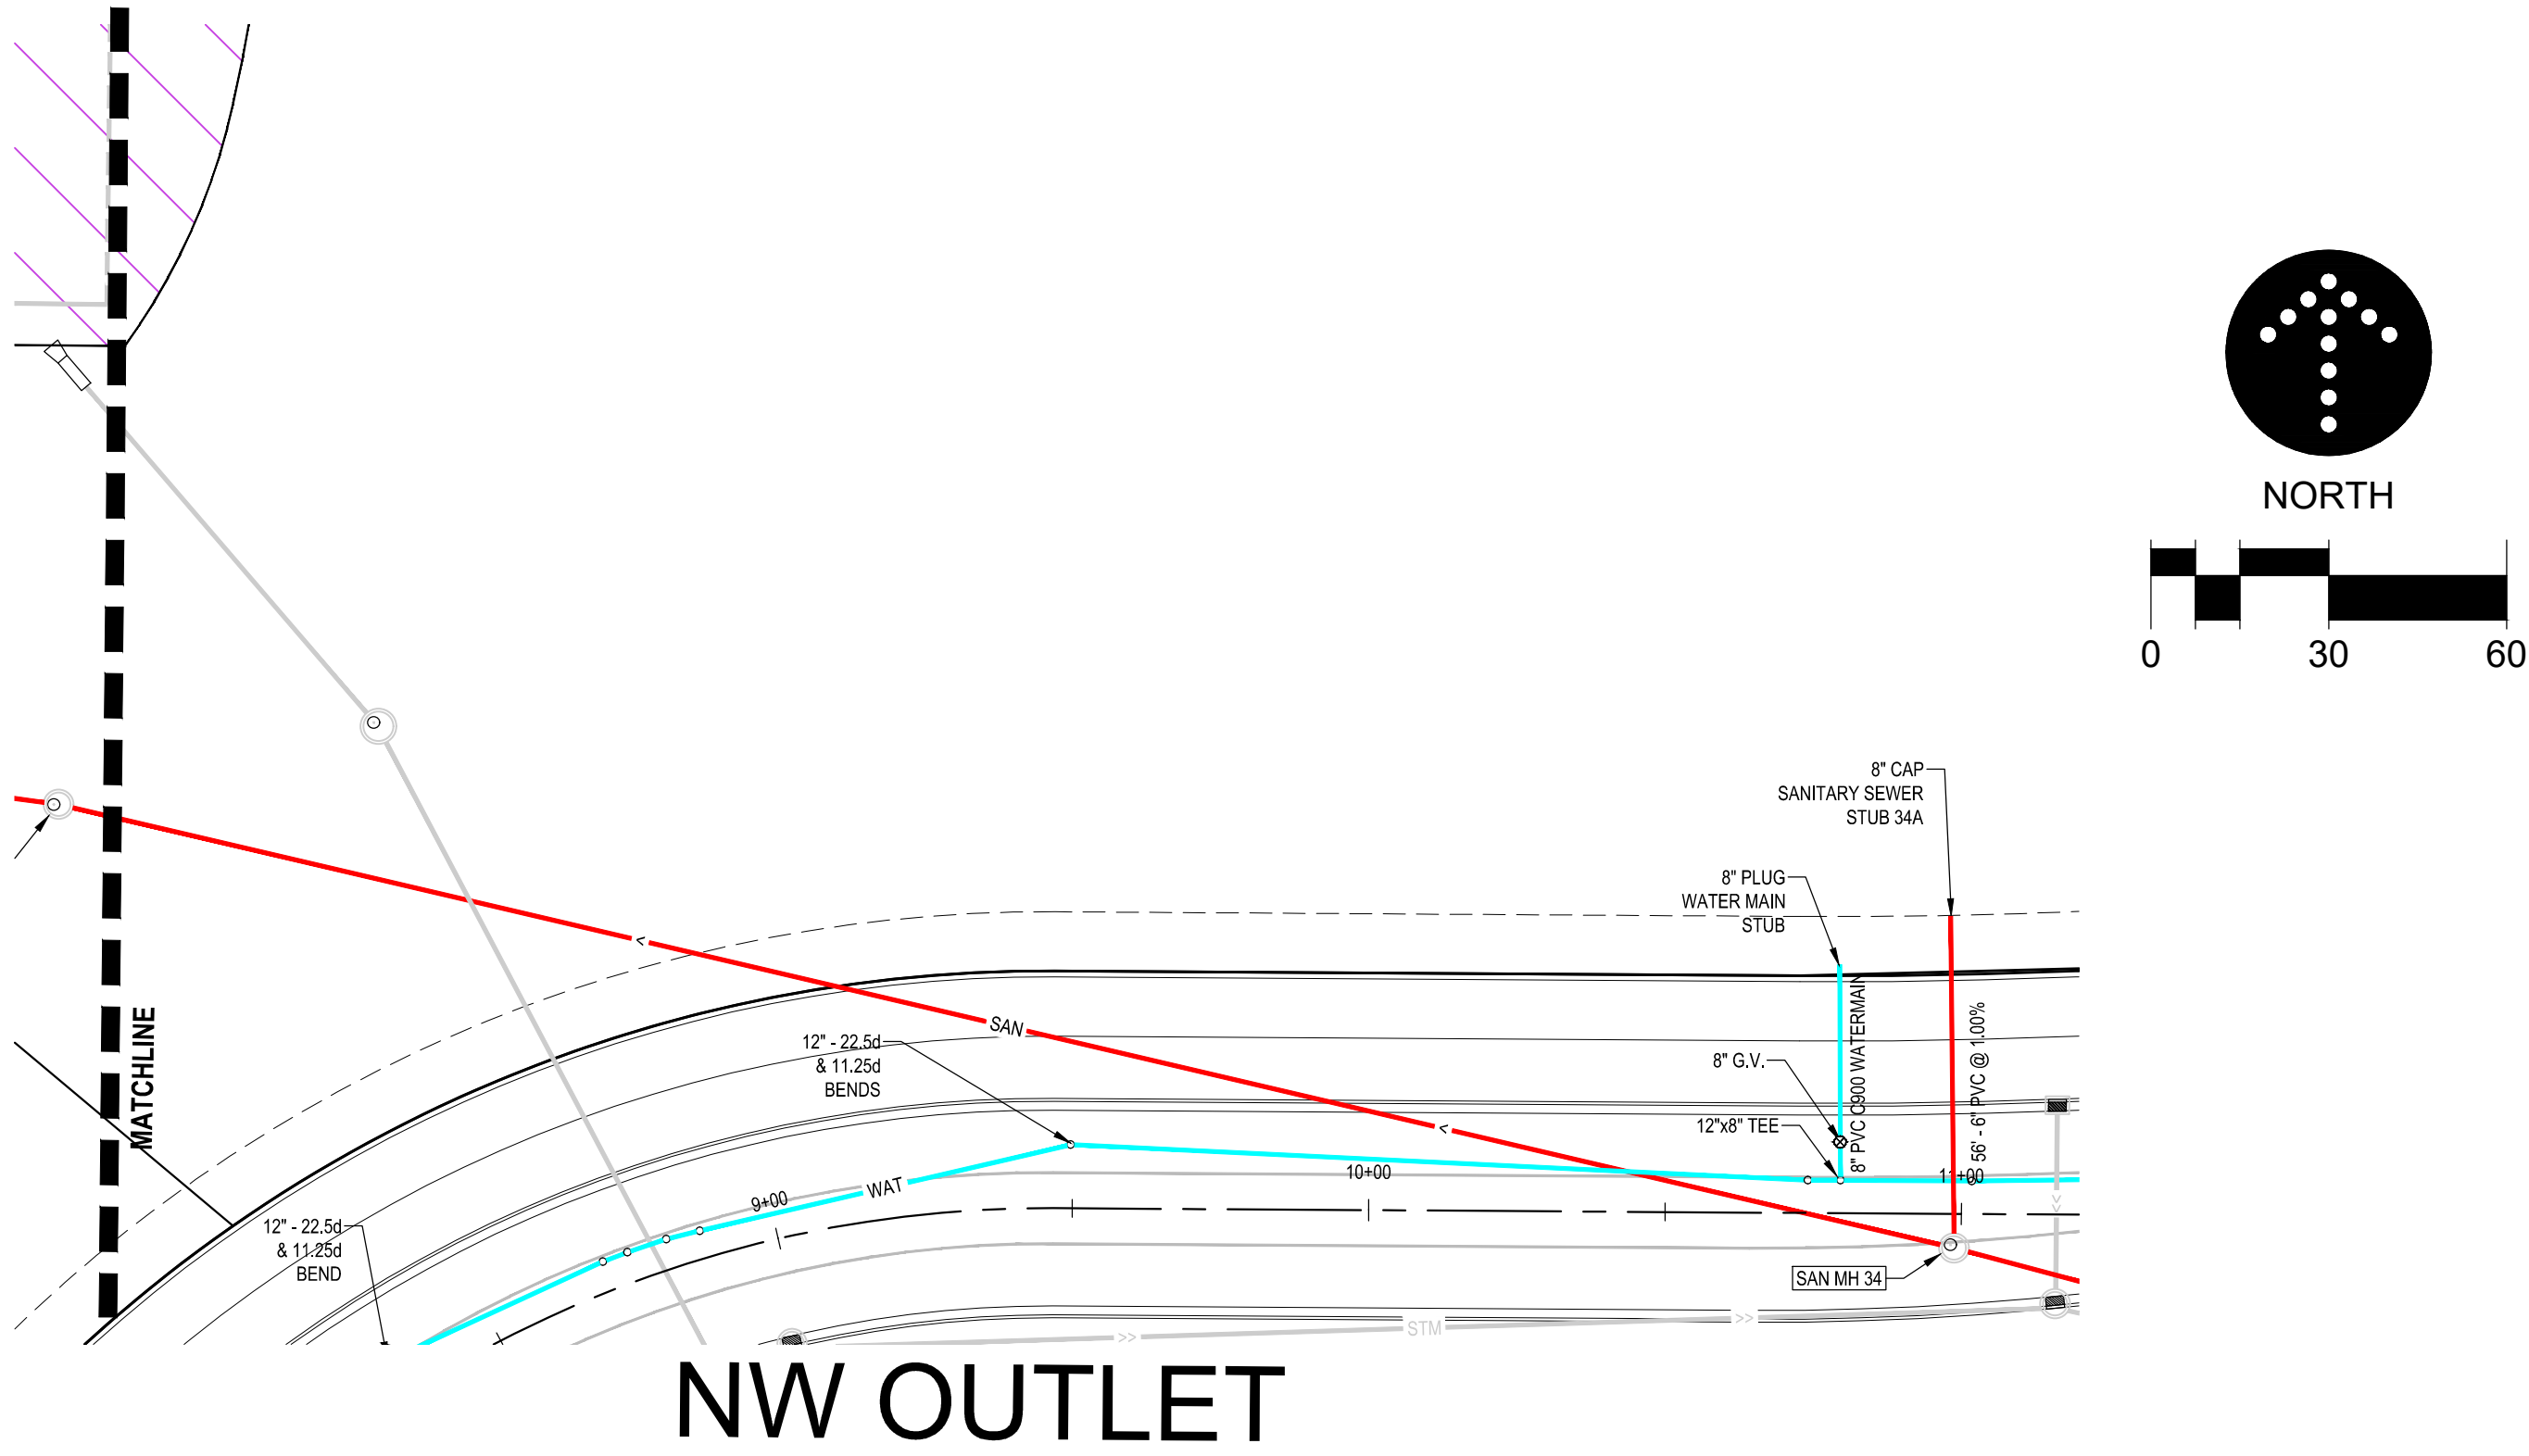 NORTH
0 30 60
8" CAP
SANITARY SEWER
STUB 34A
8" PLUG
WATER MAIN
STUB
MATCHLINE
SAN
12" - 22.5d
& 11.25d
BENDS
8" G.V.
8" PVC C900 WATERMAIN
56' - 6" PVC @ 1.00%
12"x8" TEE
10+00
11+00
WAT
9+00
12" - 22.5d
& 11.25d
BEND
SAN MH 34
STM
NW OUTLET